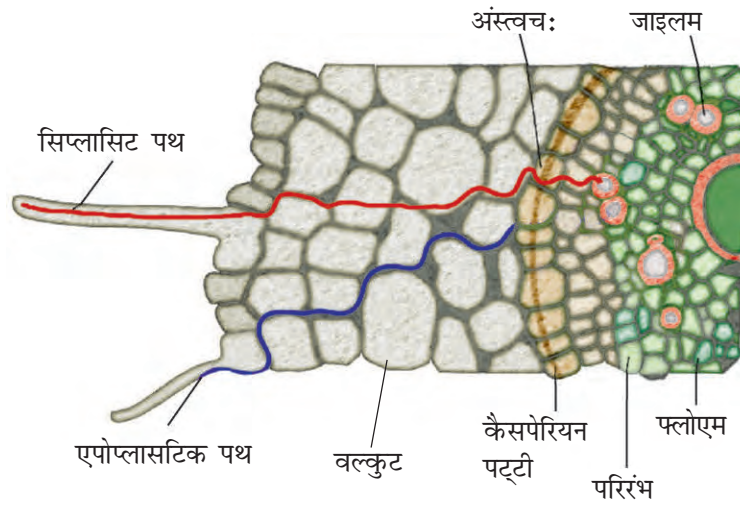 अंस्त्वच:
जाइलम
सिप्लासिट पथ
एपोप्लासटिक पथ
वल्कुट
कैसपेरियन
पट्टी
परिरंभ
फ्लोएम